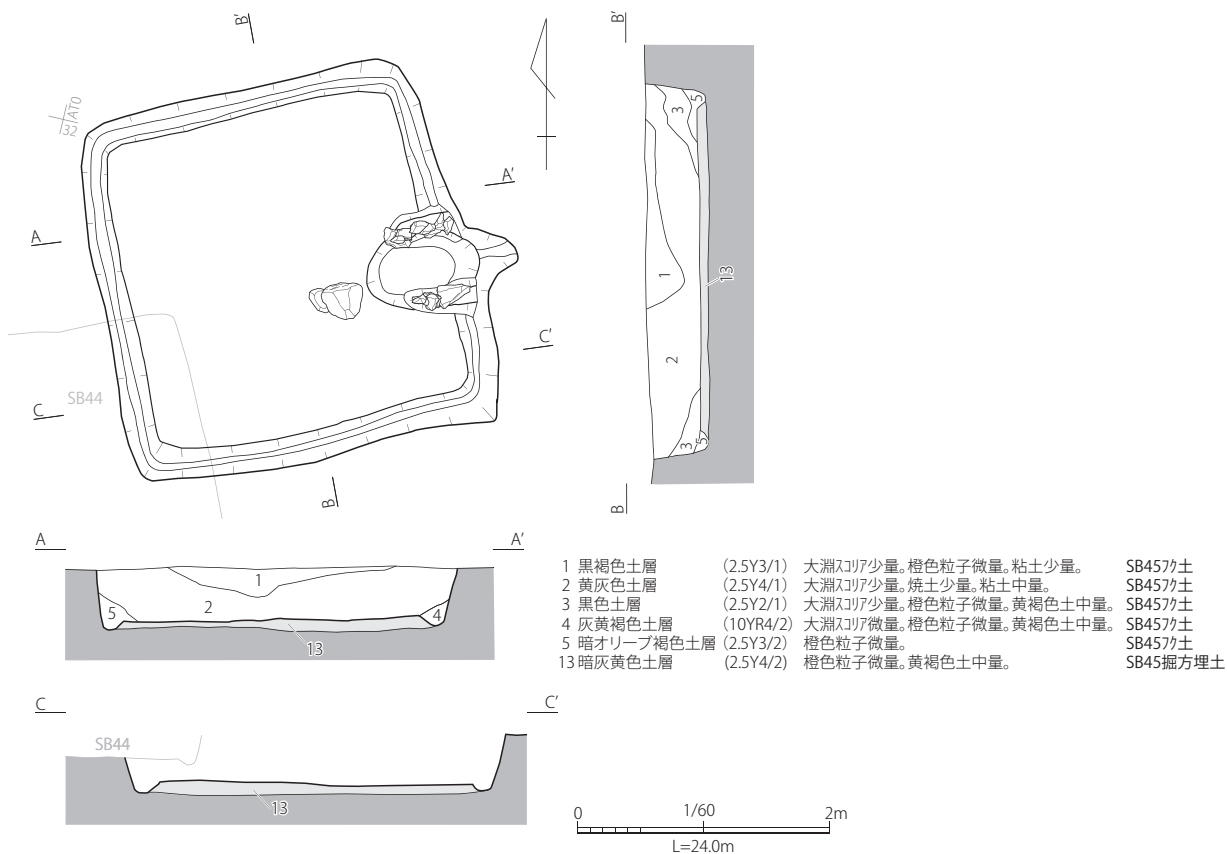 B'
B'
ATO
32
A'
A
C'
SB44
C
B
B
5
3
1
13
2
3
5
A
A'
1
2
5
4
13
C
C'
SB44
13
1 黒褐色土層 (2.5Y3/1) 大淵スコリア少量。橙色粒子微量。粘土少量。 SB45フク土
2 黄灰色土層 (2.5Y4/1) 大淵スコリア少量。焼土少量。粘土中量。 SB45フク土
3 黒色土層 (2.5Y2/1) 大淵スコリア少量。橙色粒子微量。黄褐色土中量。 SB45フク土
4 灰黄褐色土層 (10YR4/2) 大淵スコリア微量。橙色粒子微量。黄褐色土中量。 SB45フク土
5 暗オリーブ褐色土層 (2.5Y3/2) 橙色粒子微量。 SB45フク土
13 暗灰黄色土層 (2.5Y4/2) 橙色粒子微量。黄褐色土中量。 SB45掘方埋土
0 1/60 2m
L=24.0m